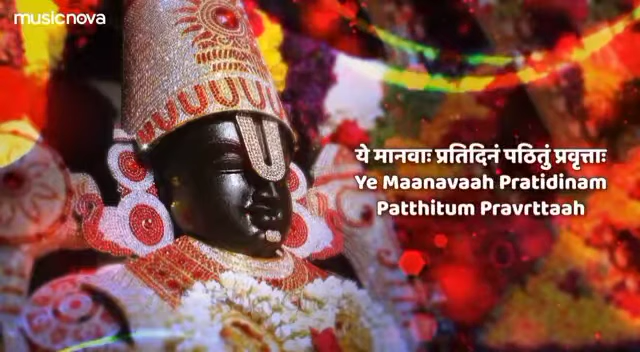 musicnova
ये मानवाः प्रतिदिनं पठितुं प्रवृत्ताः
Ye Maanavaah Pratidinam
Patthitum Pravrttaah